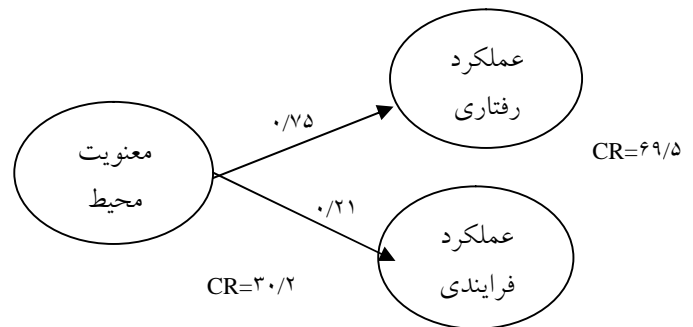 عملکرد
رفتاری
۰/۷۵
CR=۶۹/۵
معنویت
محیط
۰/۲۱
عملکرد
فرایندی
CR=۳۰/۲